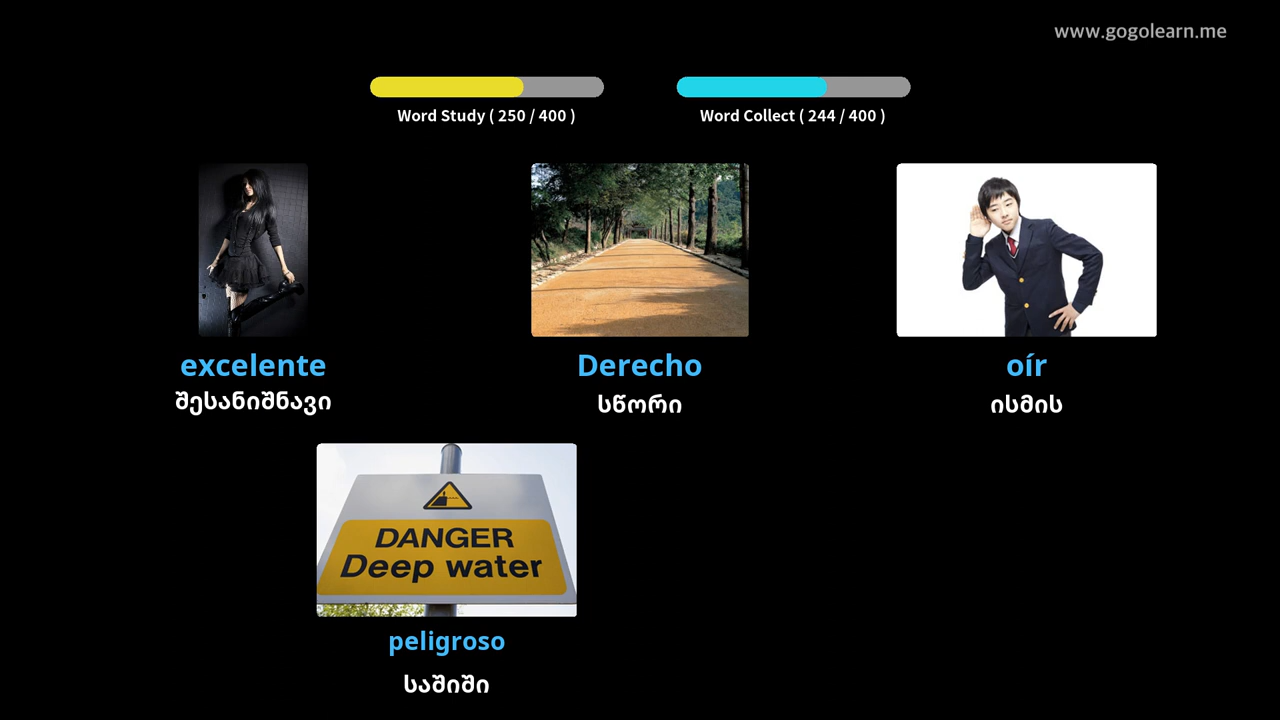 www.gogolearn.me
Word Study ( 250 / 400 )
Word Collect ( 244 / 400 )
excelente
შესანიშნავი
Derecho
სწორი
oír
ისმის
DANGER
Deep water
peligroso
საშიში